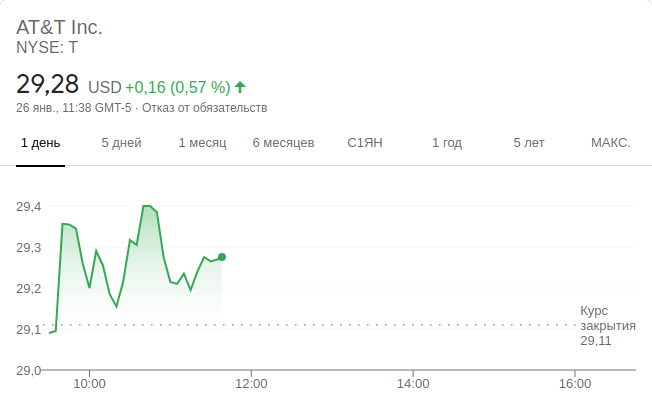 AT&T Inc.
NYSE: T
29,28 USD +0,16 (0,57 %)
26 янв., 11:38 GMT-5 · Отказ от обязательств
1 день 5 дней 1 месяц 6 месяцев С1ЯН 1 год 5 лет МАКС.
29,4
29,3
29,2
29,1
29,0
Курс
закрытия
29,11
10:00 12:00 14:00 16:00